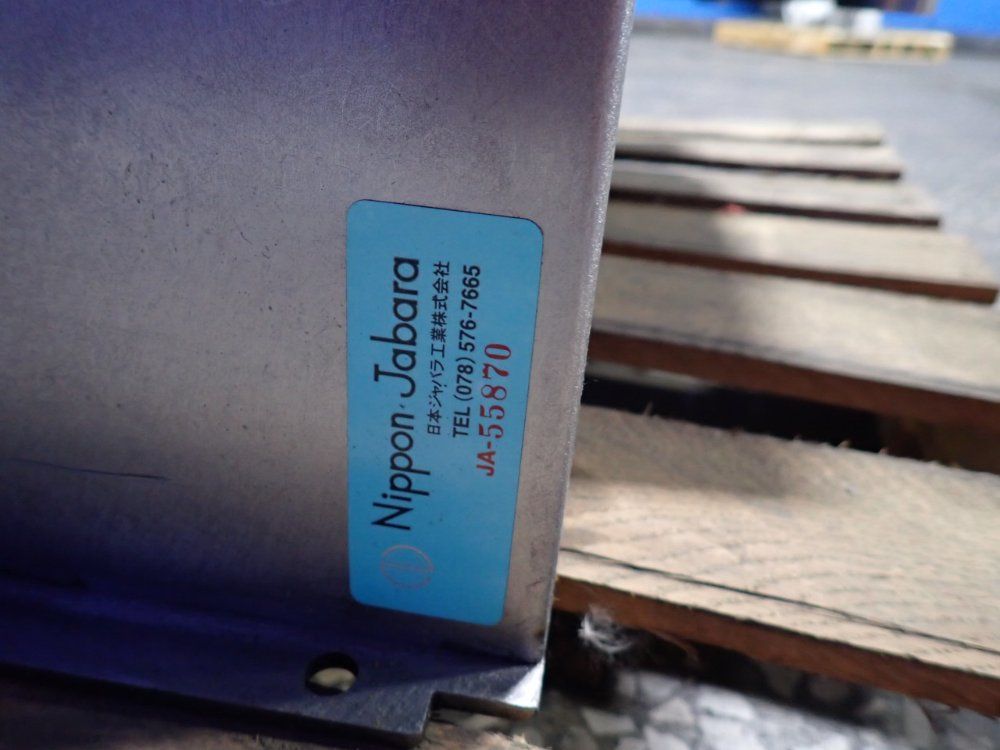 Nippon Jabara
日本ジャバラ工業株式会社
TEL (078) 576-7665
JA-55870